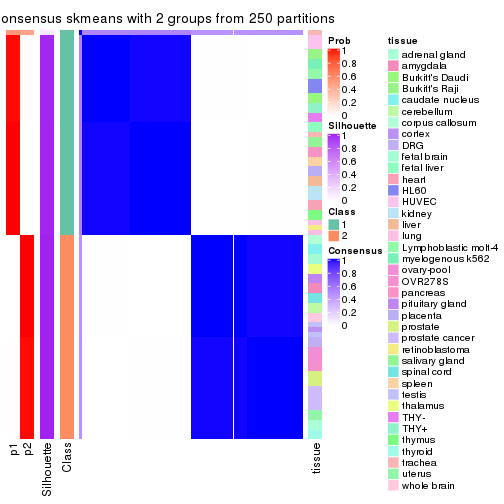 onsensus skmeans with 2 groups from 250 partitions
p1
p2
Silhouette
Class
tissue
Prob
1
0.8
0.6
0.4
0.2
0
Silhouette
1
0.8
0.6
0.4
0.2
0
Class
1
2
Consensus
1
0.8
0.6
0.4
0.2
0
tissue
adrenal gland
amygdala
Burkitt's Daudi
Burkitt's Raji
caudate nucleus
cerebellum
corpus callosum
cortex
DRG
fetal brain
fetal liver
heart
HL60
HUVEC
kidney
liver
lung
Lymphoblastic molt-4
myelogenous k562
ovary-pool
OVR278S
pancreas
pituitary gland
placenta
prostate
prostate cancer
retinoblastoma
salivary gland
spinal cord
spleen
testis
thalamus
THY-
THY+
thymus
thyroid
trachea
uterus
whole brain